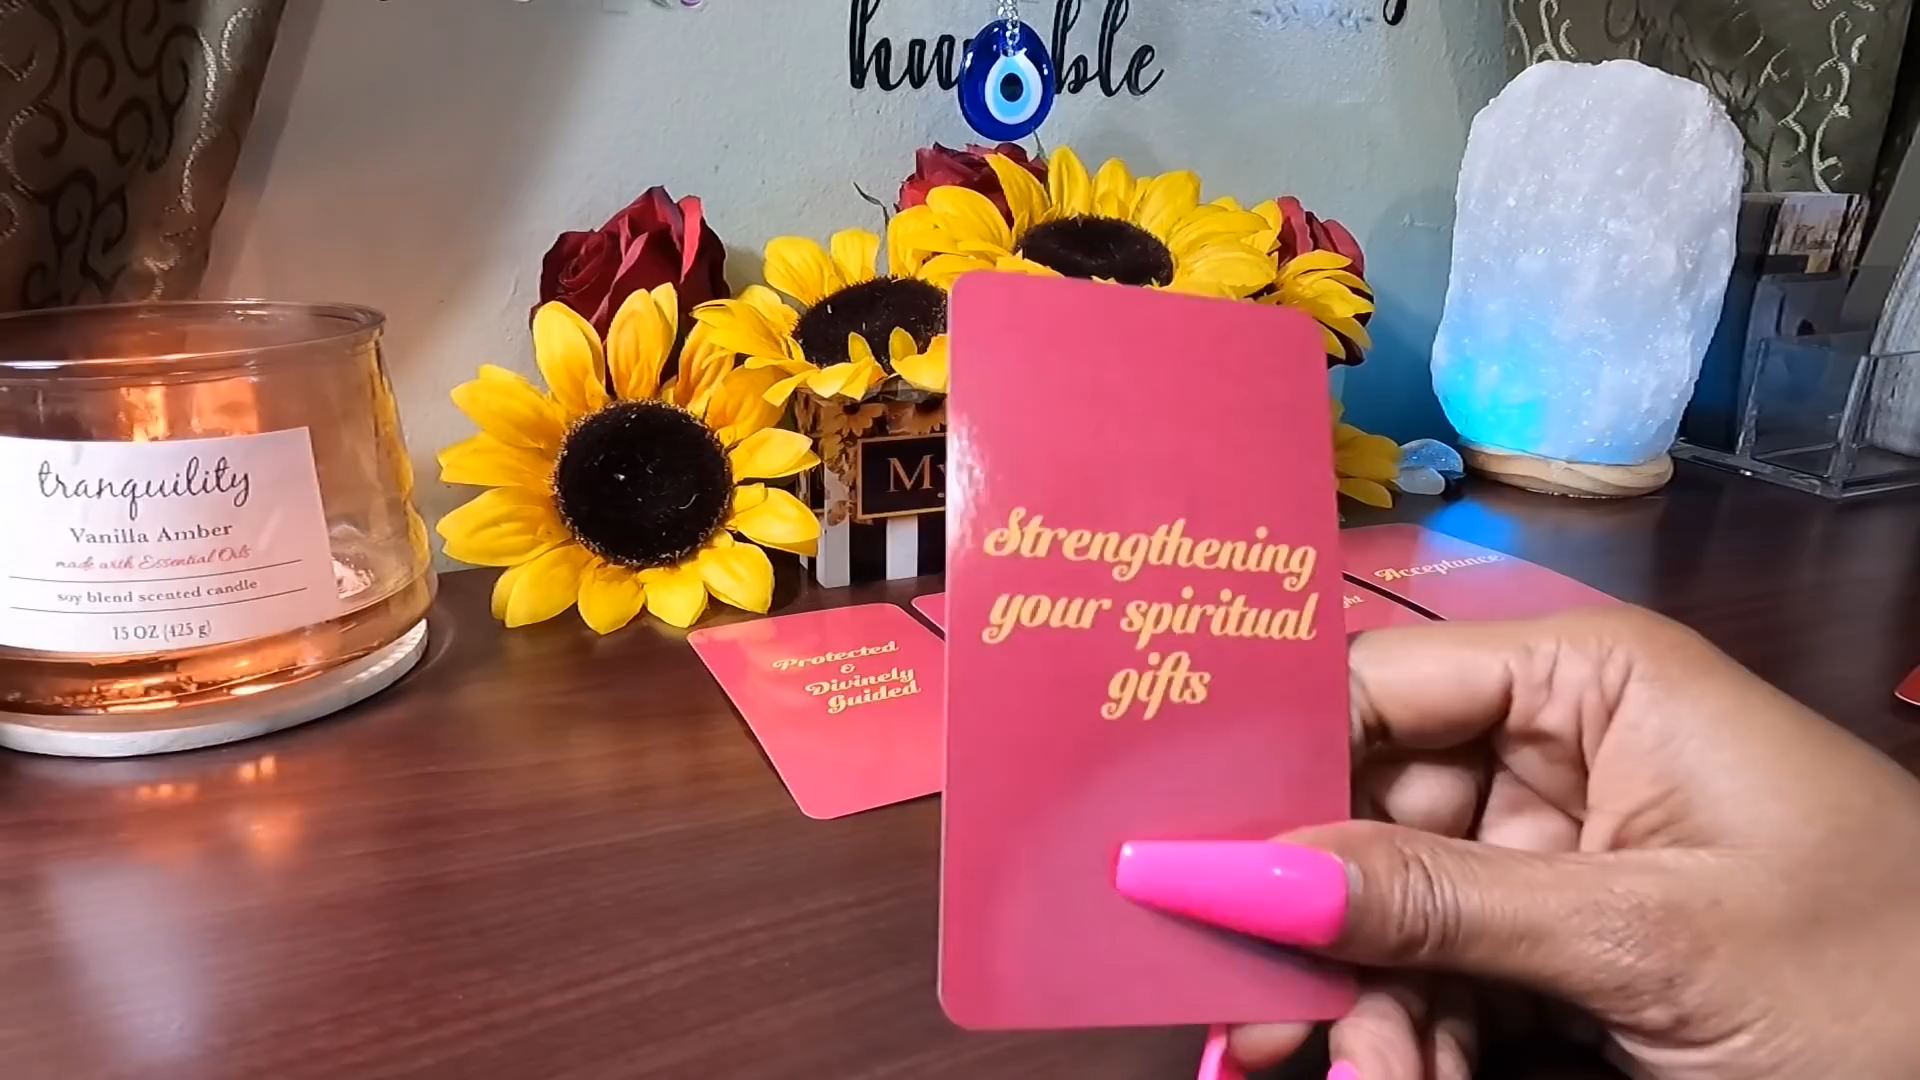 humble
tranquility
Vanilla Amber
made with Essential Oils
soy blend scented candle
15 OZ (425 g)
My
Strengthening
your spiritual
gifts
Protected
&
Divinely
Guided
Acceptance